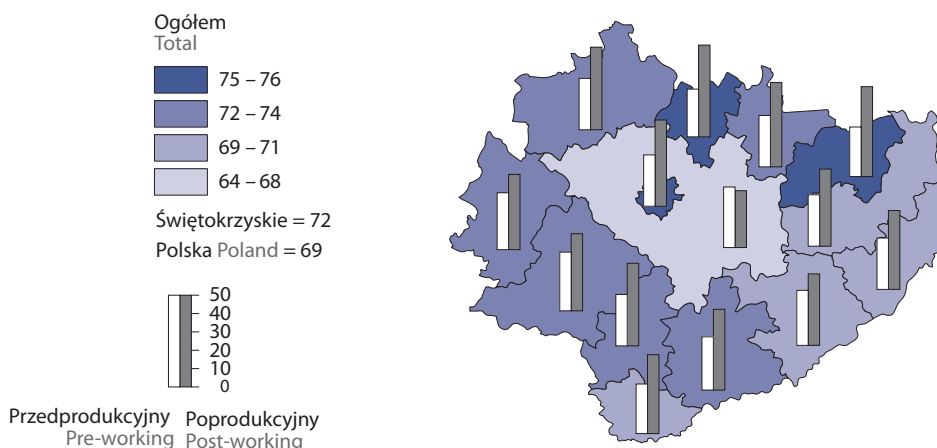 Ogółem
Total
75 – 76
72 – 74
69 – 71
64 – 68
Świętokrzyskie = 72
Polska Poland = 69
50
40
30
20
10
0
Przedprodukcyjny Poprodukcyjny
Pre-working Post-working